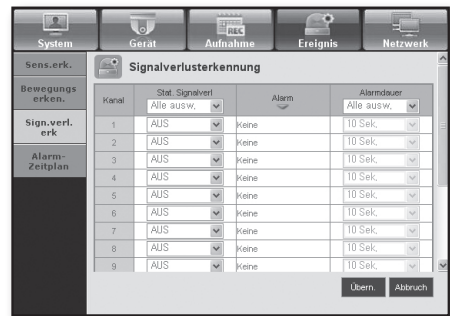 System Gerät Aufnahme Ereignis Netzwerk
REC
Sens.erk.
Bewegungs
erken.
Sign.verl.
erk
Alarm-
Zeitplan
Signalverlusterkennung
Kanal Stat. Signalverl Alarm Alarmdauer
Alle ausw. Alle ausw.
1 AUS Keine 10 Sek.
2 AUS Keine 10 Sek.
3 AUS Keine 10 Sek.
4 AUS Keine 10 Sek.
5 AUS Keine 10 Sek.
6 AUS Keine 10 Sek.
7 AUS Keine 10 Sek.
8 AUS Keine 10 Sek.
9 AUS Keine 10 Sek.
Übern. Abbruch